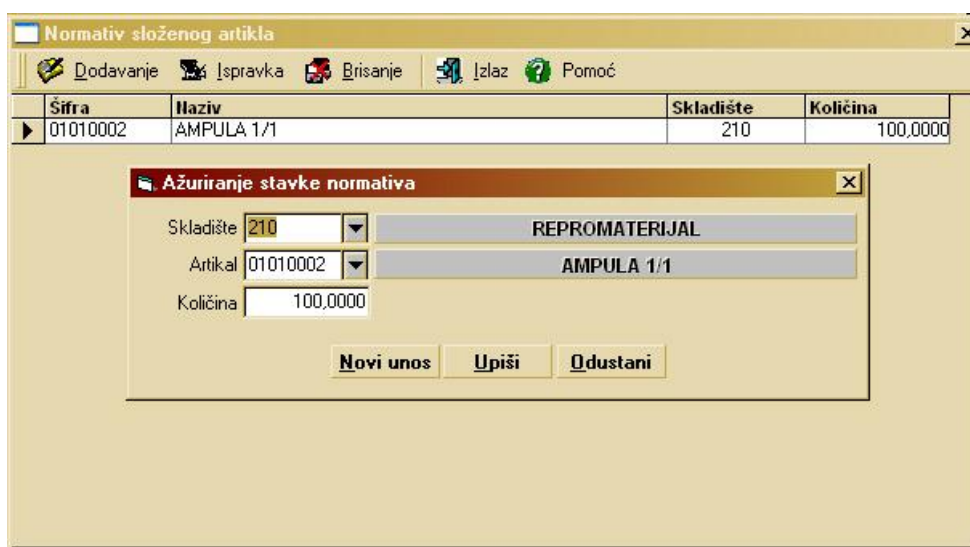 Normativ složenog artikla
Dodavanje Ispravka Brisanje Izlaz Pomoć
Šifra Naziv Skladište Količina
01010002 AMPULA 1/1 210 100,0000
Ažuriranje stavke normativa
Skladište 210 REPROMATERIJAL
Artikal 01010002 AMPULA 1/1
Količina 100,0000
Novi unos Upiši Odustani